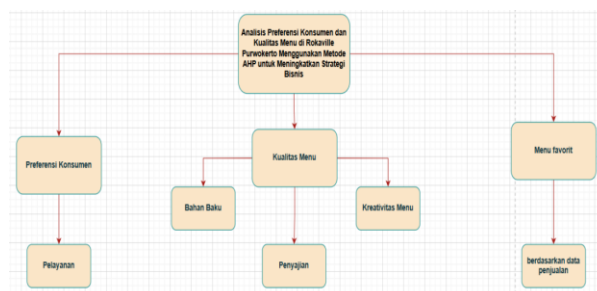 Analisis Preferensi Konsumen dan
Kualitas Menu di Rokaville
Purwokerto Menggunakan Metode
AHP untuk Meningkatkan Strategi
Bisnis
Preferensi Konsumen
Kualitas Menu
Menu favorit
Bahan Baku
Kreativitas Menu
Pelayanan
Penyajian
berdasarkan data
penjualan